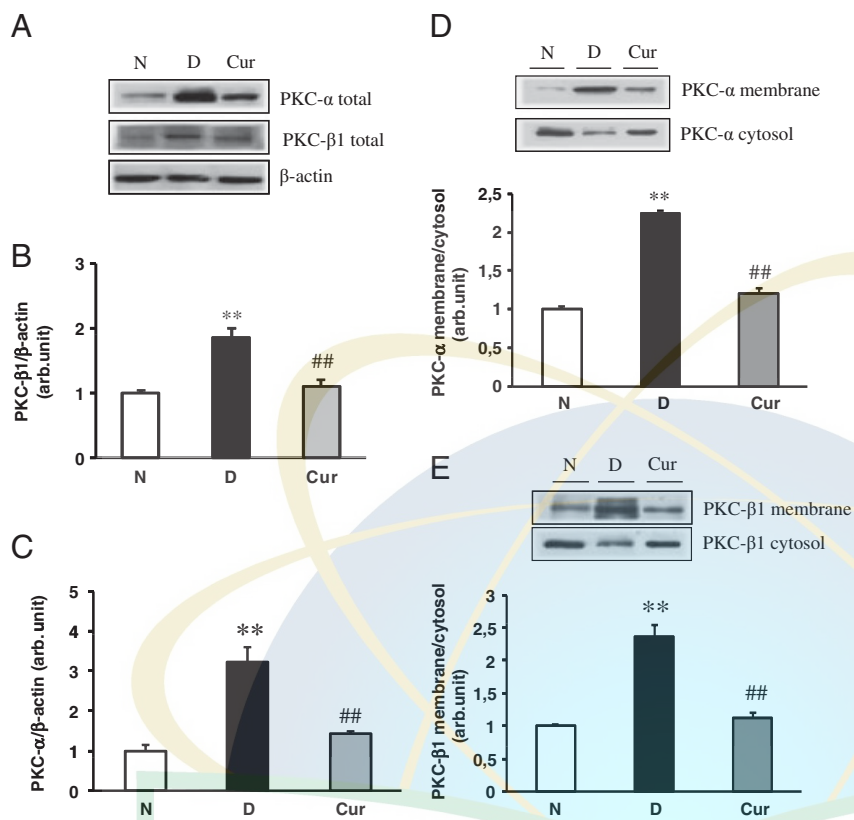 A
N D Cur
PKC-α total
PKC-β1 total
β-actin
B
PKC-β1/β-actin
(arb.unit)
3
2
1
0
**
##
N D Cur
C
PKC-α/β-actin (arb.unit)
5
4
3
2
1
0
**
##
N D Cur
D
N D Cur
PKC-α membrane
PKC-α cytosol
PKC-α membrane/cytosol
(arb.unit)
2,5
2
1,5
1
0,5
0
**
##
N D Cur
E
N D Cur
PKC-β1 membrane
PKC-β1 cytosol
PKC-β1 membrane/cytosol
(arb.unit)
3
2,5
2
1,5
1
0,5
0
**
##
N D Cur